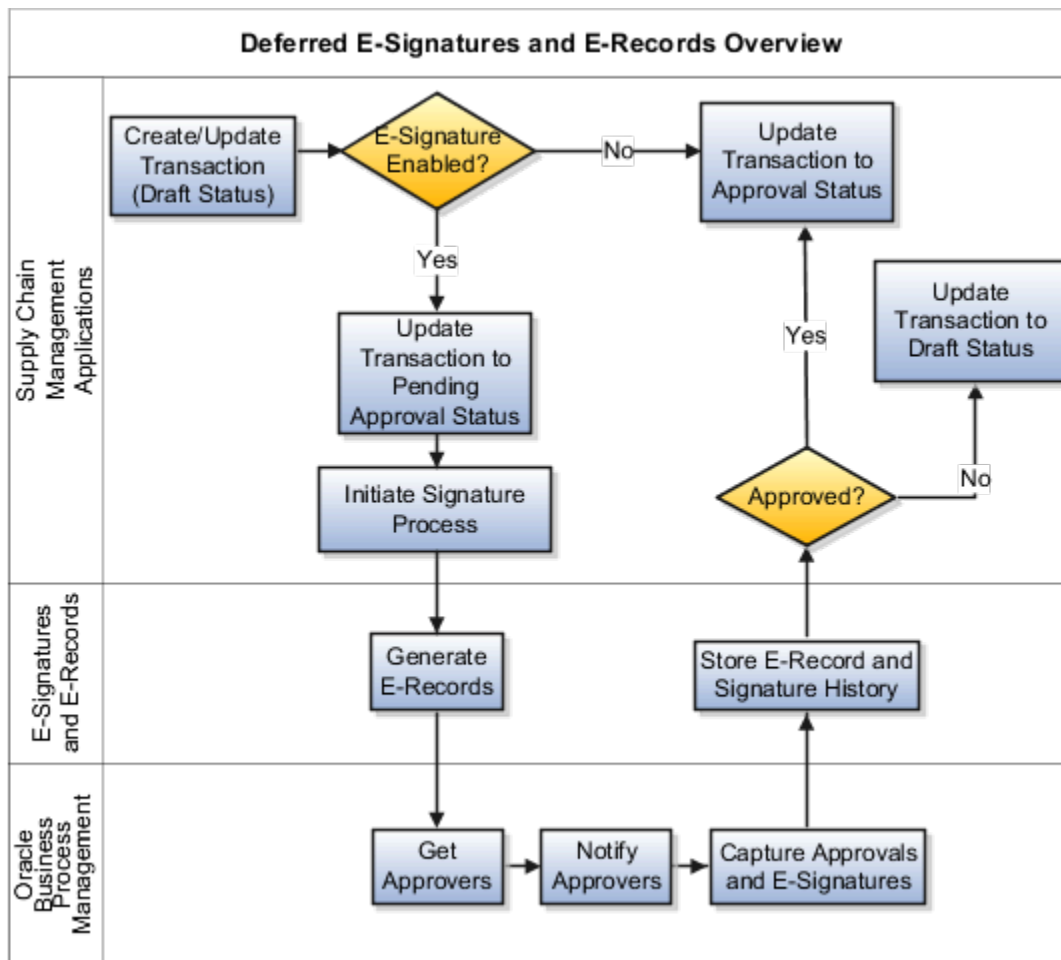 Deferred E-Signatures and E-Records Overview
Supply Chain
Management
Applications
Create/Update
Transaction
(Draft Status)
E-Signature
Enabled?
No
Update
Transaction to
Approval Status
Yes
Update
Transaction to
Pending
Approval Status
Initiate Signature
Process
Yes
Update
Transaction to
Draft Status
Approved?
No
E-Signatures
and E-Records
Generate
E-Records
Store E-Record and
Signature History
Oracle
Business
Process
Management
Get
Approvers
Notify
Approvers
Capture Approvals
and E-Signatures